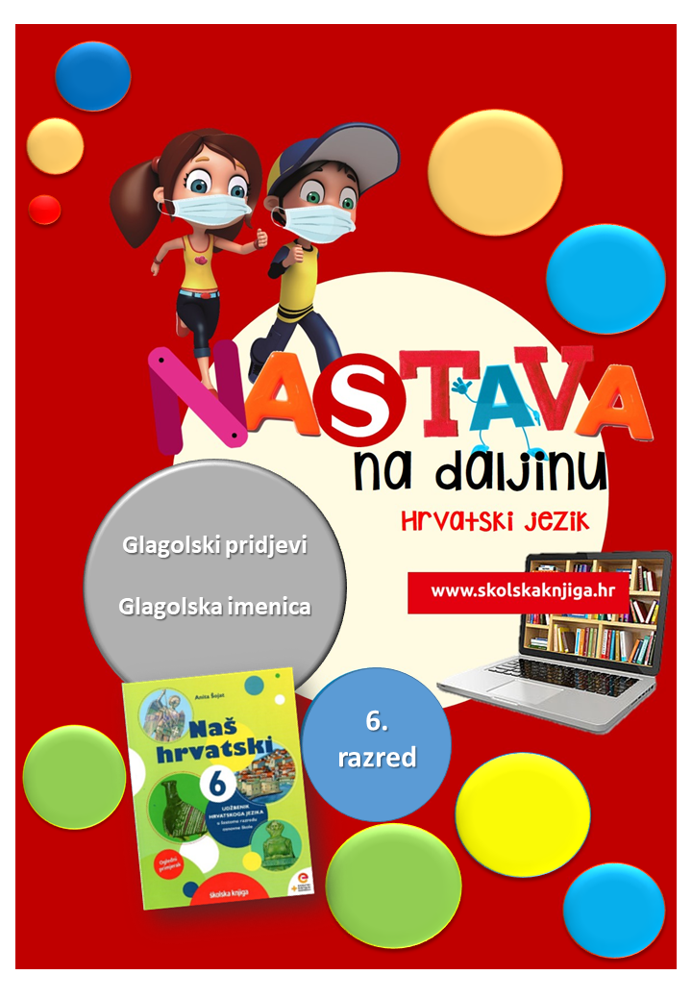 NASTAVA
na daljinu
Hrvatski jezik
Glagolski pridjevi
Glagolska imenica
www.skolskaknjiga.hr
6.
razred
Anita Šojat
Naš
hrvatski
6
UDŽBENIK
HRVATSKOGA JEZIKA
u šestome razredu
osnovne škole
Ogledni
primjerak
školska knjiga
e